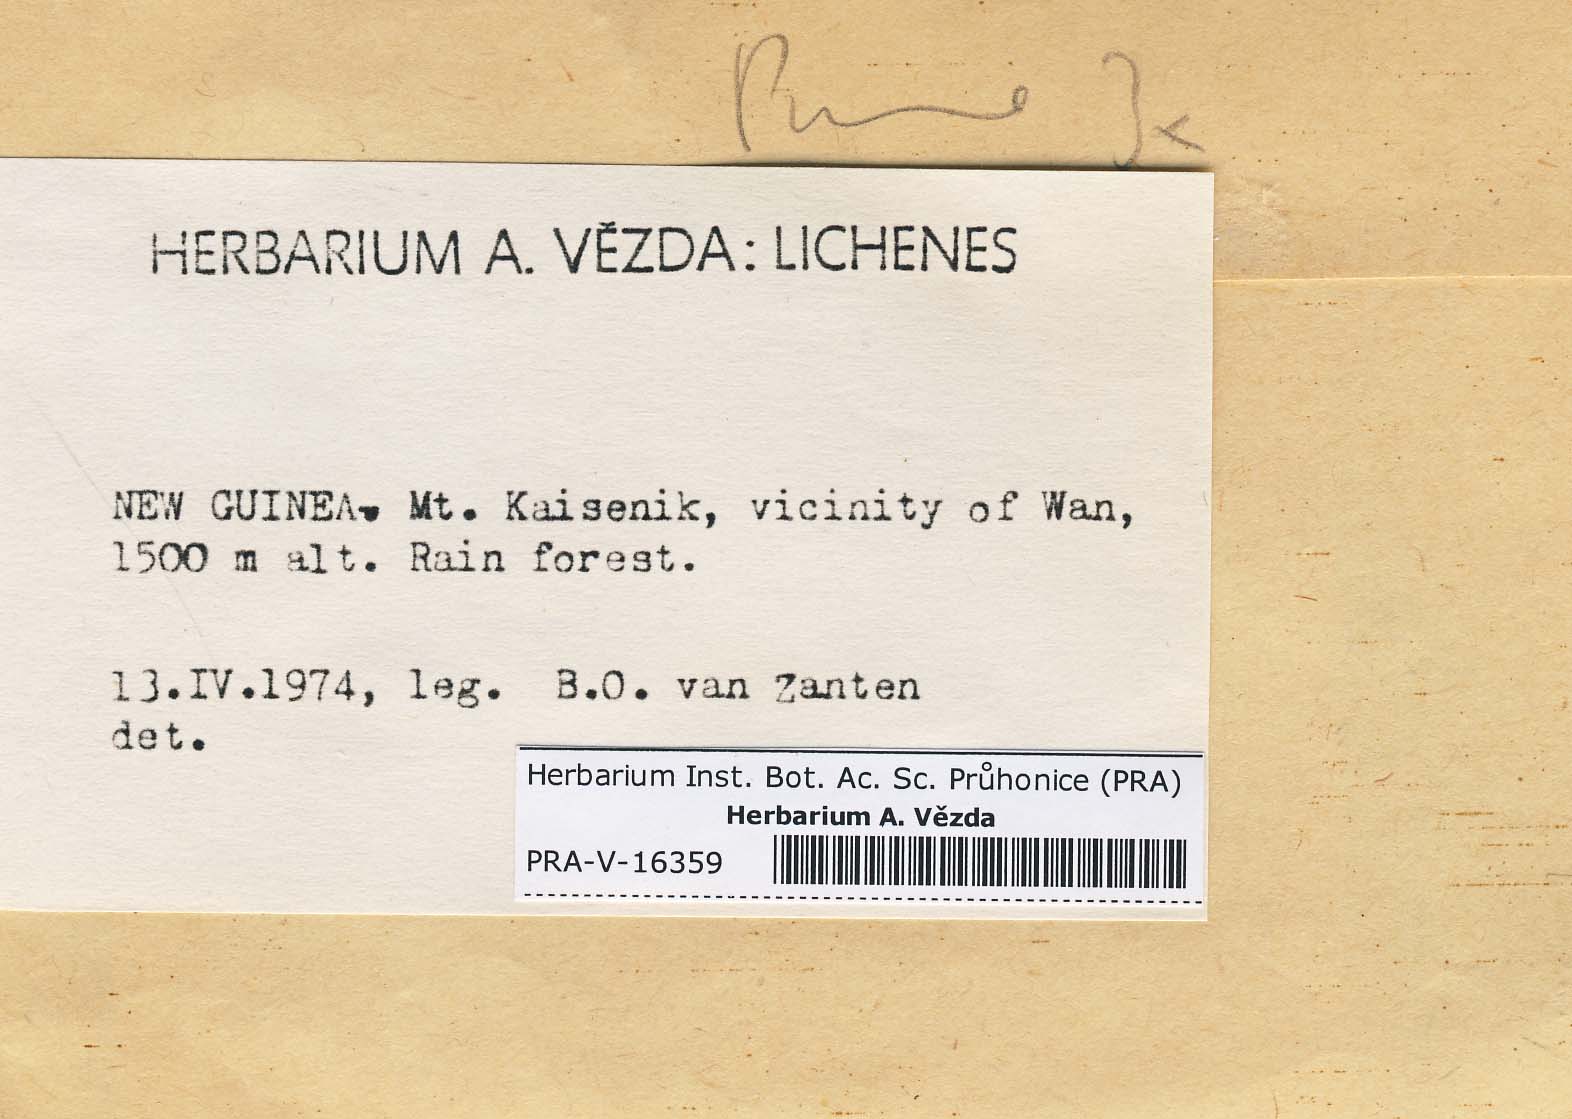 HERBARIUM A. VĚZDA: LICHENES
NEW GUINEA. Mt. Kaisenik, vicinity of Wan,
1500 m alt. Rain forest.
13.IV.1974, leg. B.O. van Zanten
det.
Herbarium Inst. Bot. Ac. Sc. Průhonice (PRA)
Herbarium A. Vězda
PRA-V-16359